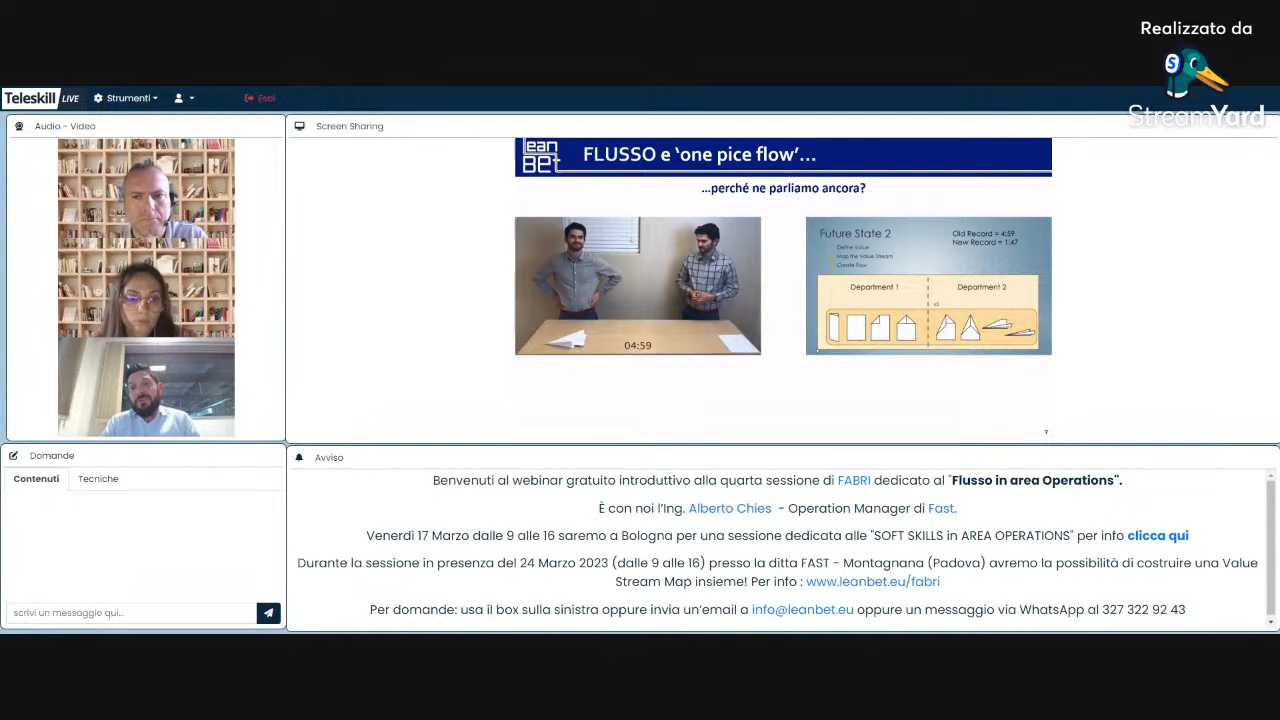 Realizzato da
StreamYard
Teleskill LIVE
Strumenti
Esci
Audio - Video
Screen Sharing
lean
BET
FLUSSO e ‘one pice flow’...
...perché ne parliamo ancora?
04:59
Future State 2
Old Record = 4:59
New Record = 1:47
Define Value
Map the Value Stream
Create Flow
Department 1
Department 2
x5
7
Domande
Contenuti
Tecniche
scrivi un messaggio qui...
Avviso
Benvenuti al webinar gratuito introduttivo alla quarta sessione di FABRI dedicato al "Flusso in area Operations".
È con noi l’Ing. Alberto Chies - Operation Manager di Fast.
Venerdì 17 Marzo dalle 9 alle 16 saremo a Bologna per una sessione dedicata alle "SOFT SKILLS in AREA OPERATIONS" per info clicca qui
Durante la sessione in presenza del 24 Marzo 2023 (dalle 9 alle 16) presso la ditta FAST - Montagnana (Padova) avremo la possibilità di costruire una Value
Stream Map insieme! Per info : www.leanbet.eu/fabri
Per domande: usa il box sulla sinistra oppure invia un’email a info@leanbet.eu oppure un messaggio via WhatsApp al 327 322 92 43